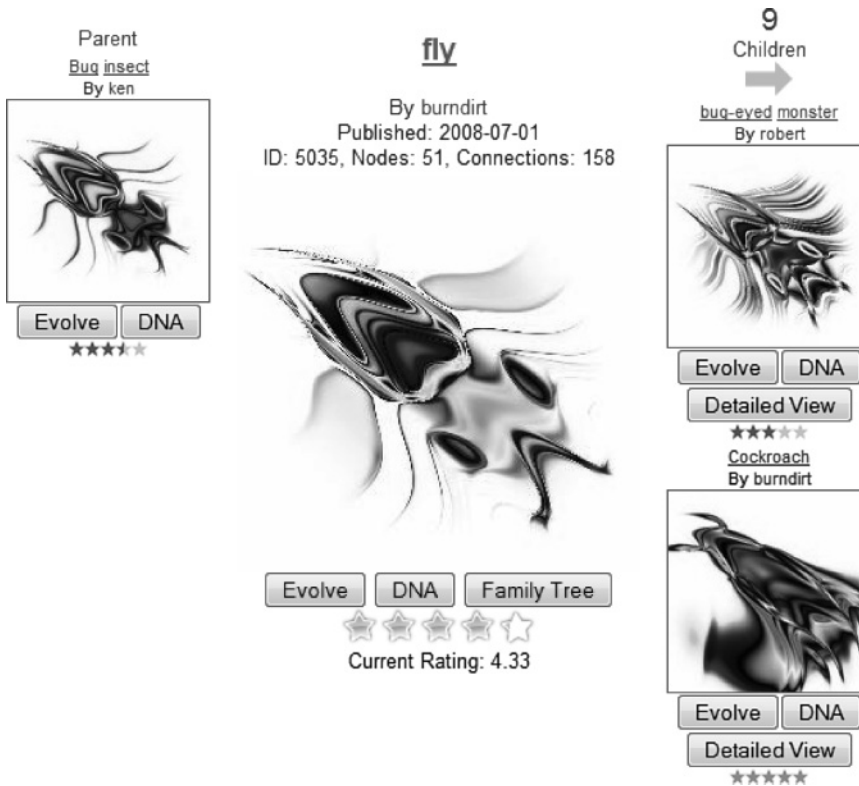 Parent
Bug insect
By ken
Evolve DNA
fly
By burndirt
Published: 2008-07-01
ID: 5035, Nodes: 51, Connections: 158
Evolve DNA Family Tree
Current Rating: 4.33
9
Children
bug-eyed monster
By robert
Evolve DNA
Detailed View
Cockroach
By burndirt
Evolve DNA
Detailed View